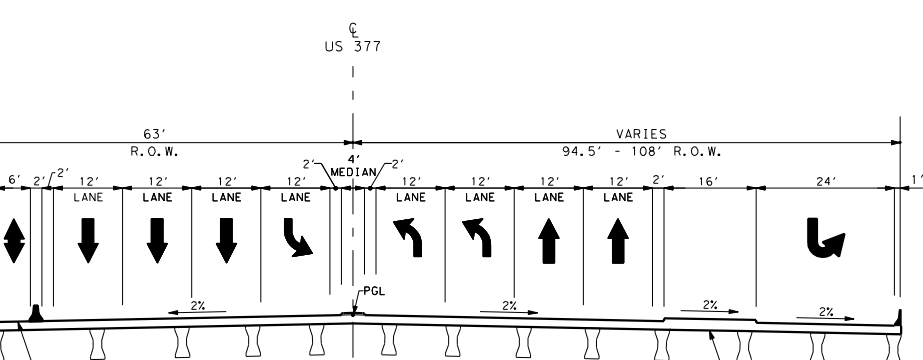 ℄
US 377
63' VARIES
R.O.W. 94.5' - 108' R.O.W.
2' 4' 2'
MEDIAN
6' 2' 2' 12' 12' 12' 12' 12' 12' 12' 12' 2' 16' 24' 1'
LANE LANE LANE LANE LANE LANE LANE LANE
PGL
2% 2% 2% 2%